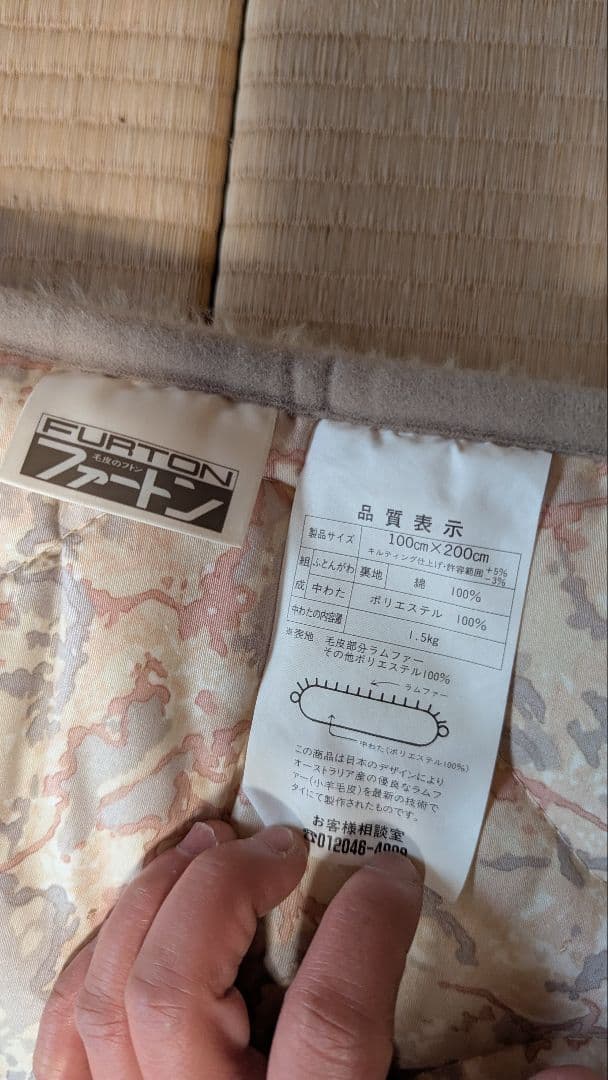 FURTON
毛皮のフトン
ファートン
品質表示
製品サイズ 100cm×200cm
キルティング仕上げ・許容範囲 +5% -3%
組成 ふとんがわ 裏地 綿 100%
中わた ポリエステル 100%
中わたの内容量 1.5kg
※表地 毛皮部分ラムファー
その他ポリエステル100%
ラムファー
中わた(ポリエステル100%)
この商品は日本のデザインにより
オーストラリア産の優良なラムフ
ァー(小羊毛皮)を最新の技術で
タイにて製作されたものです。
お客様相談室
☎012046-4